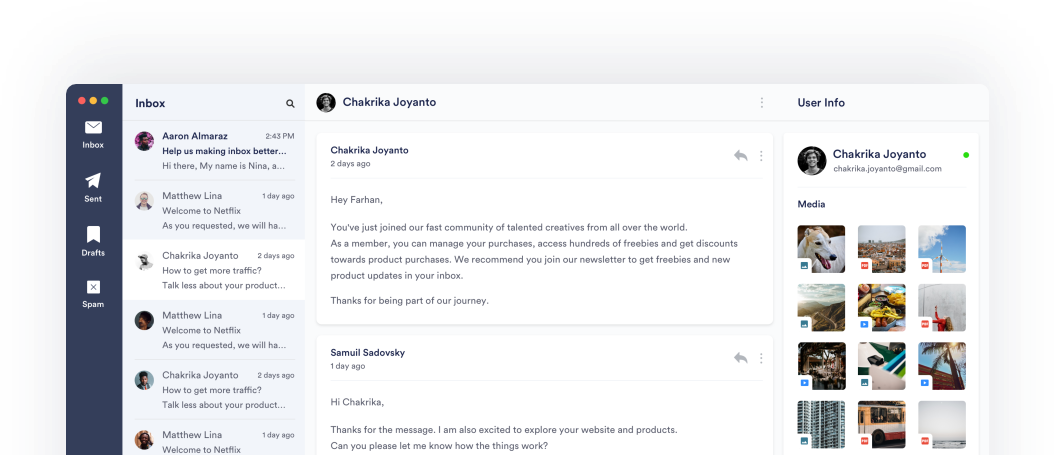 Inbox
Sent
Drafts
Spam
Inbox
Aaron Almaraz 2:43 PM
Help us making inbox better...
Hi there, My name is Nina, a...
Matthew Lina 1 day ago
Welcome to Netflix
As you requested, we will ha...
Chakrika Joyanto 2 days ago
How to get more traffic?
Talk less about your product...
Matthew Lina 1 day ago
Welcome to Netflix
As you requested, we will ha...
Chakrika Joyanto 2 days ago
How to get more traffic?
Talk less about your product...
Matthew Lina 1 day ago
Welcome to Netflix
Chakrika Joyanto
Chakrika Joyanto
2 days ago
Hey Farhan,
You've just joined our fast community of talented creatives from all over the world.
As a member, you can manage your purchases, access hundreds of freebies and get discounts
towards product purchases. We recommend you join our newsletter to get freebies and new
product updates in your inbox.
Thanks for being part of our journey.
Samuil Sadovsky
1 day ago
Hi Chakrika,
Thanks for the message. I am also excited to explore your website and products.
Can you please let me know how the things work?
User Info
Chakrika Joyanto
chakrika.joyanto@gmail.com
Media